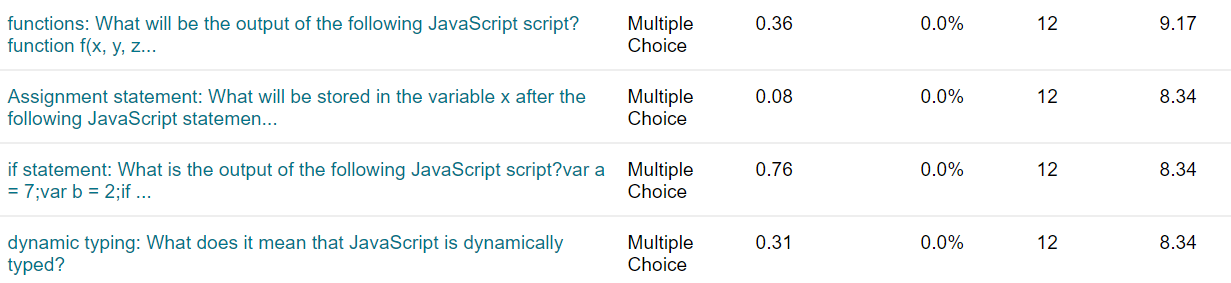 functions: What will be the output of the following JavaScript script? Multiple 0.36 0.0% 12 9.17
function f(x, y, z... Choice
Assignment statement: What will be stored in the variable x after the Multiple 0.08 0.0% 12 8.34
following JavaScript statemen... Choice
if statement: What is the output of the following JavaScript script?var a Multiple 0.76 0.0% 12 8.34
= 7;var b = 2;if ... Choice
dynamic typing: What does it mean that JavaScript is dynamically Multiple 0.31 0.0% 12 8.34
typed? Choice